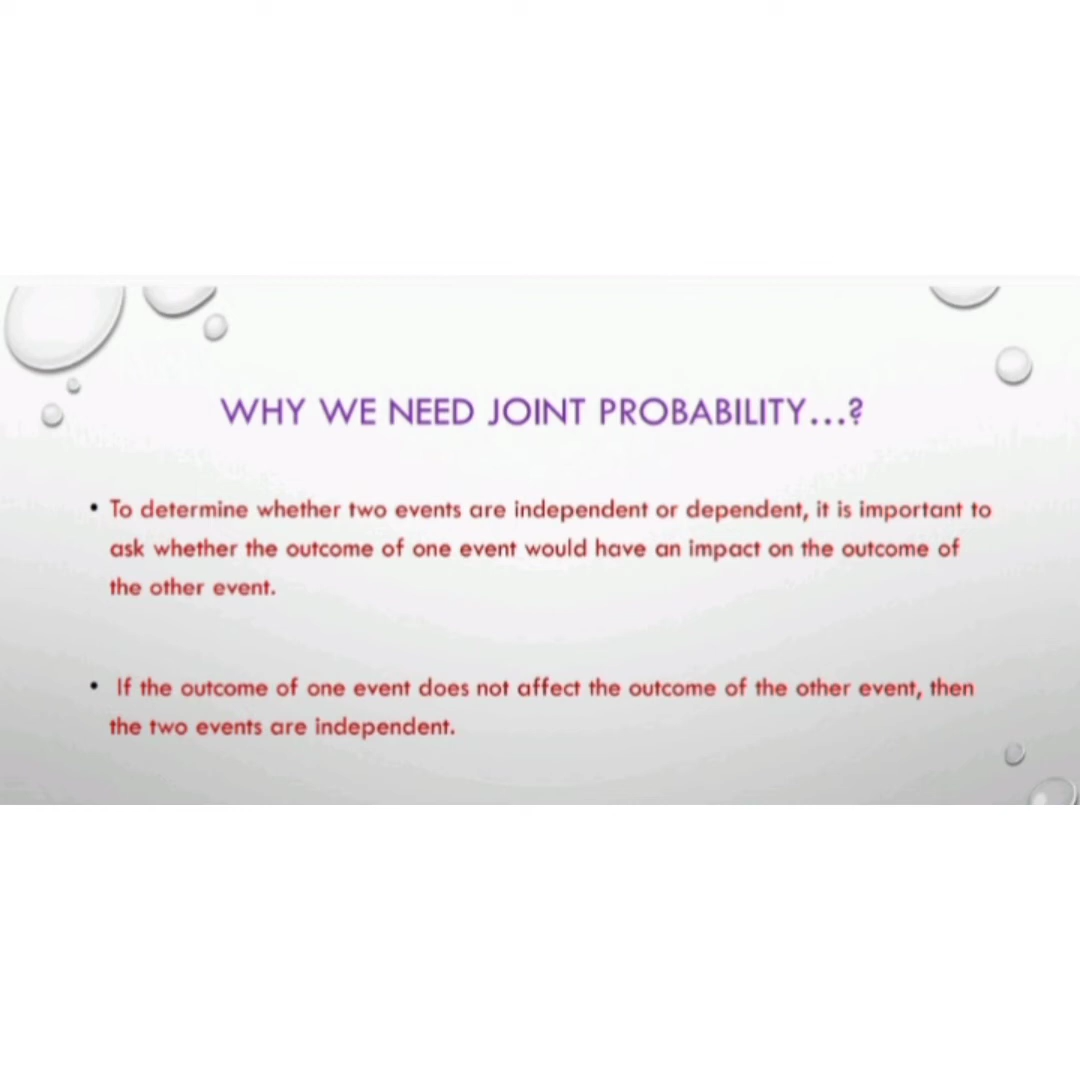 WHY WE NEED JOINT PROBABILITY...?
• To determine whether two events are independent or dependent, it is important to
ask whether the outcome of one event would have an impact on the outcome of
the other event.
• If the outcome of one event does not affect the outcome of the other event, then
the two events are independent.